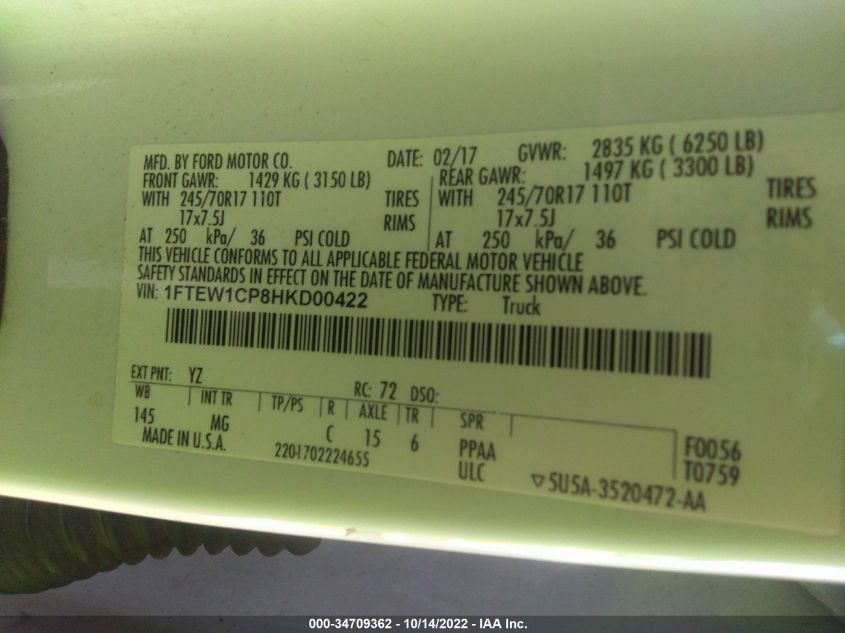 MFD. BY FORD MOTOR CO. DATE: 02/17 GVWR: 2835 KG ( 6250 LB)
FRONT GAWR: 1429 KG ( 3150 LB) REAR GAWR: 1497 KG ( 3300 LB)
WITH 245/70R17 110T TIRES WITH 245/70R17 110T TIRES
17x7.5J RIMS 17x7.5J RIMS
AT 250 kPa/ 36 PSI COLD AT 250 kPa/ 36 PSI COLD
THIS VEHICLE CONFORMS TO ALL APPLICABLE FEDERAL MOTOR VEHICLE
SAFETY STANDARDS IN EFFECT ON THE DATE OF MANUFACTURE SHOWN ABOVE.
VIN: 1FTEW1CP8HKD00422 TYPE: Truck
EXT PNT: YZ RC: 72 DSO:
WB INT TR TP/PS R AXLE TR SPR
145 MG C 15 6 PPAA F0056
MADE IN U.S.A. 2201702224655 ULC T0759
▽5U5A-3520472-AA
000-34709362 - 10/14/2022 - IAA Inc.